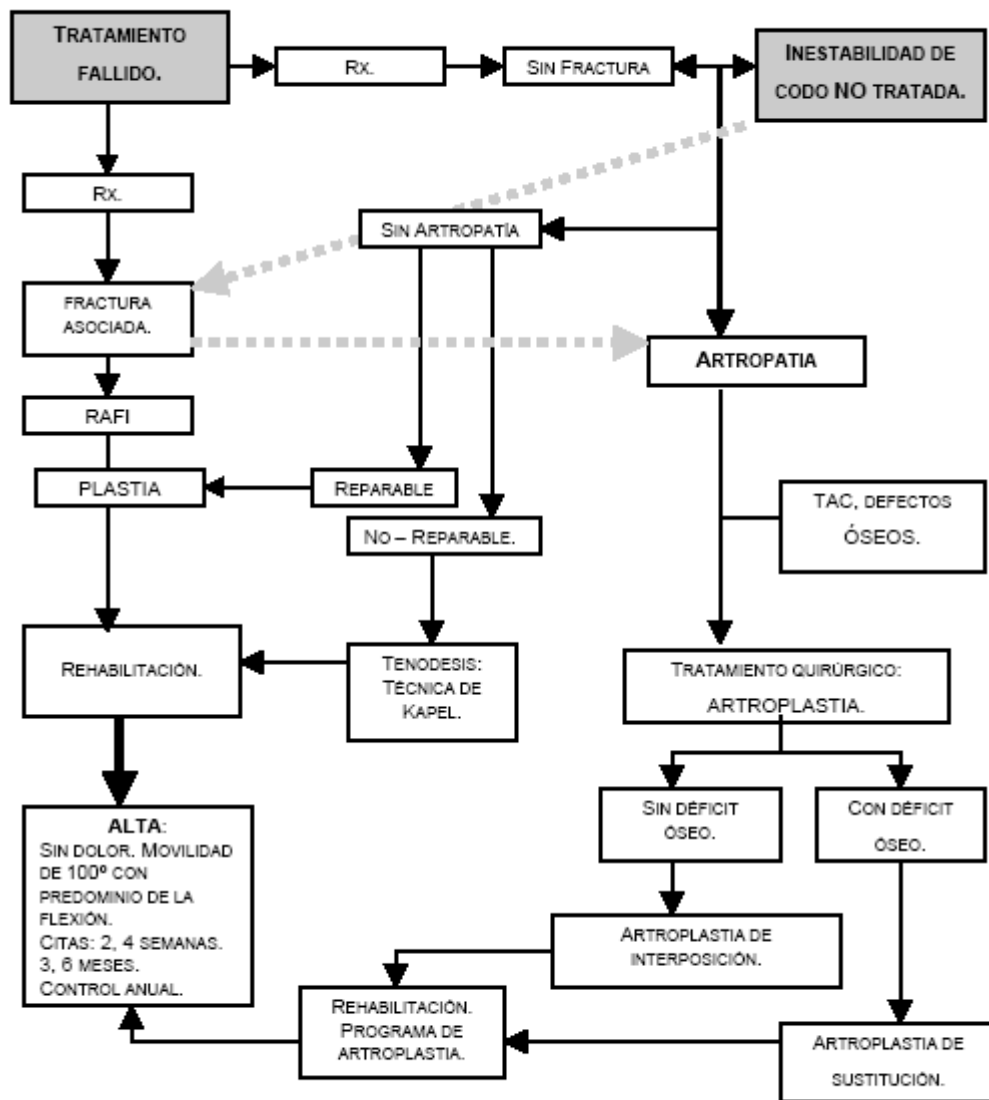 TRATAMIENTO
FALLIDO.
RX.
SIN FRACTURA
INESTABILIDAD DE
CODO NO TRATADA.
RX.
SIN ARTROPATÍA
FRACTURA
ASOCIADA.
ARTROPATIA
RAFI
PLASTIA
REPARABLE
TAC, DEFECTOS
ÓSEOS.
NO – REPARABLE.
REHABILITACIÓN.
TENODESIS:
TÉCNICA DE
KAPEL.
TRATAMIENTO QUIRÚRGICO:
ARTROPLASTIA.
SIN DÉFICIT
ÓSEO.
CON DÉFICIT
ÓSEO.
ALTA:
SIN DOLOR. MOVILIDAD
DE 100º CON
PREDOMINIO DE LA
FLEXIÓN.
CITAS: 2, 4 SEMANAS.
3, 6 MESES.
CONTROL ANUAL.
ARTROPLASTIA DE
INTERPOSICIÓN.
REHABILITACIÓN.
PROGRAMA DE
ARTROPLASTIA.
ARTROPLASTIA DE
SUSTITUCIÓN.